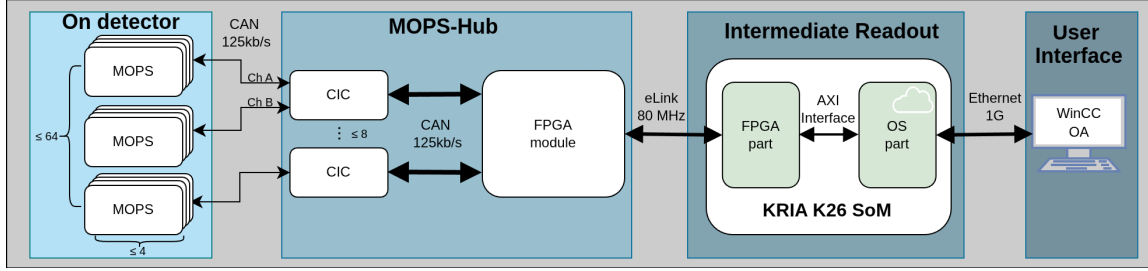 On detector
MOPS
MOPS
MOPS
≤ 64
≤ 4
CAN
125kb/s
Ch A
Ch B
MOPS-Hub
CIC
⋮ ≤ 8
CIC
CAN
125kb/s
FPGA
module
eLink
80 MHz
Intermediate Readout
FPGA
part
AXI
Interface
OS
part
KRIA K26 SoM
Ethernet
1G
User
Interface
WinCC
OA